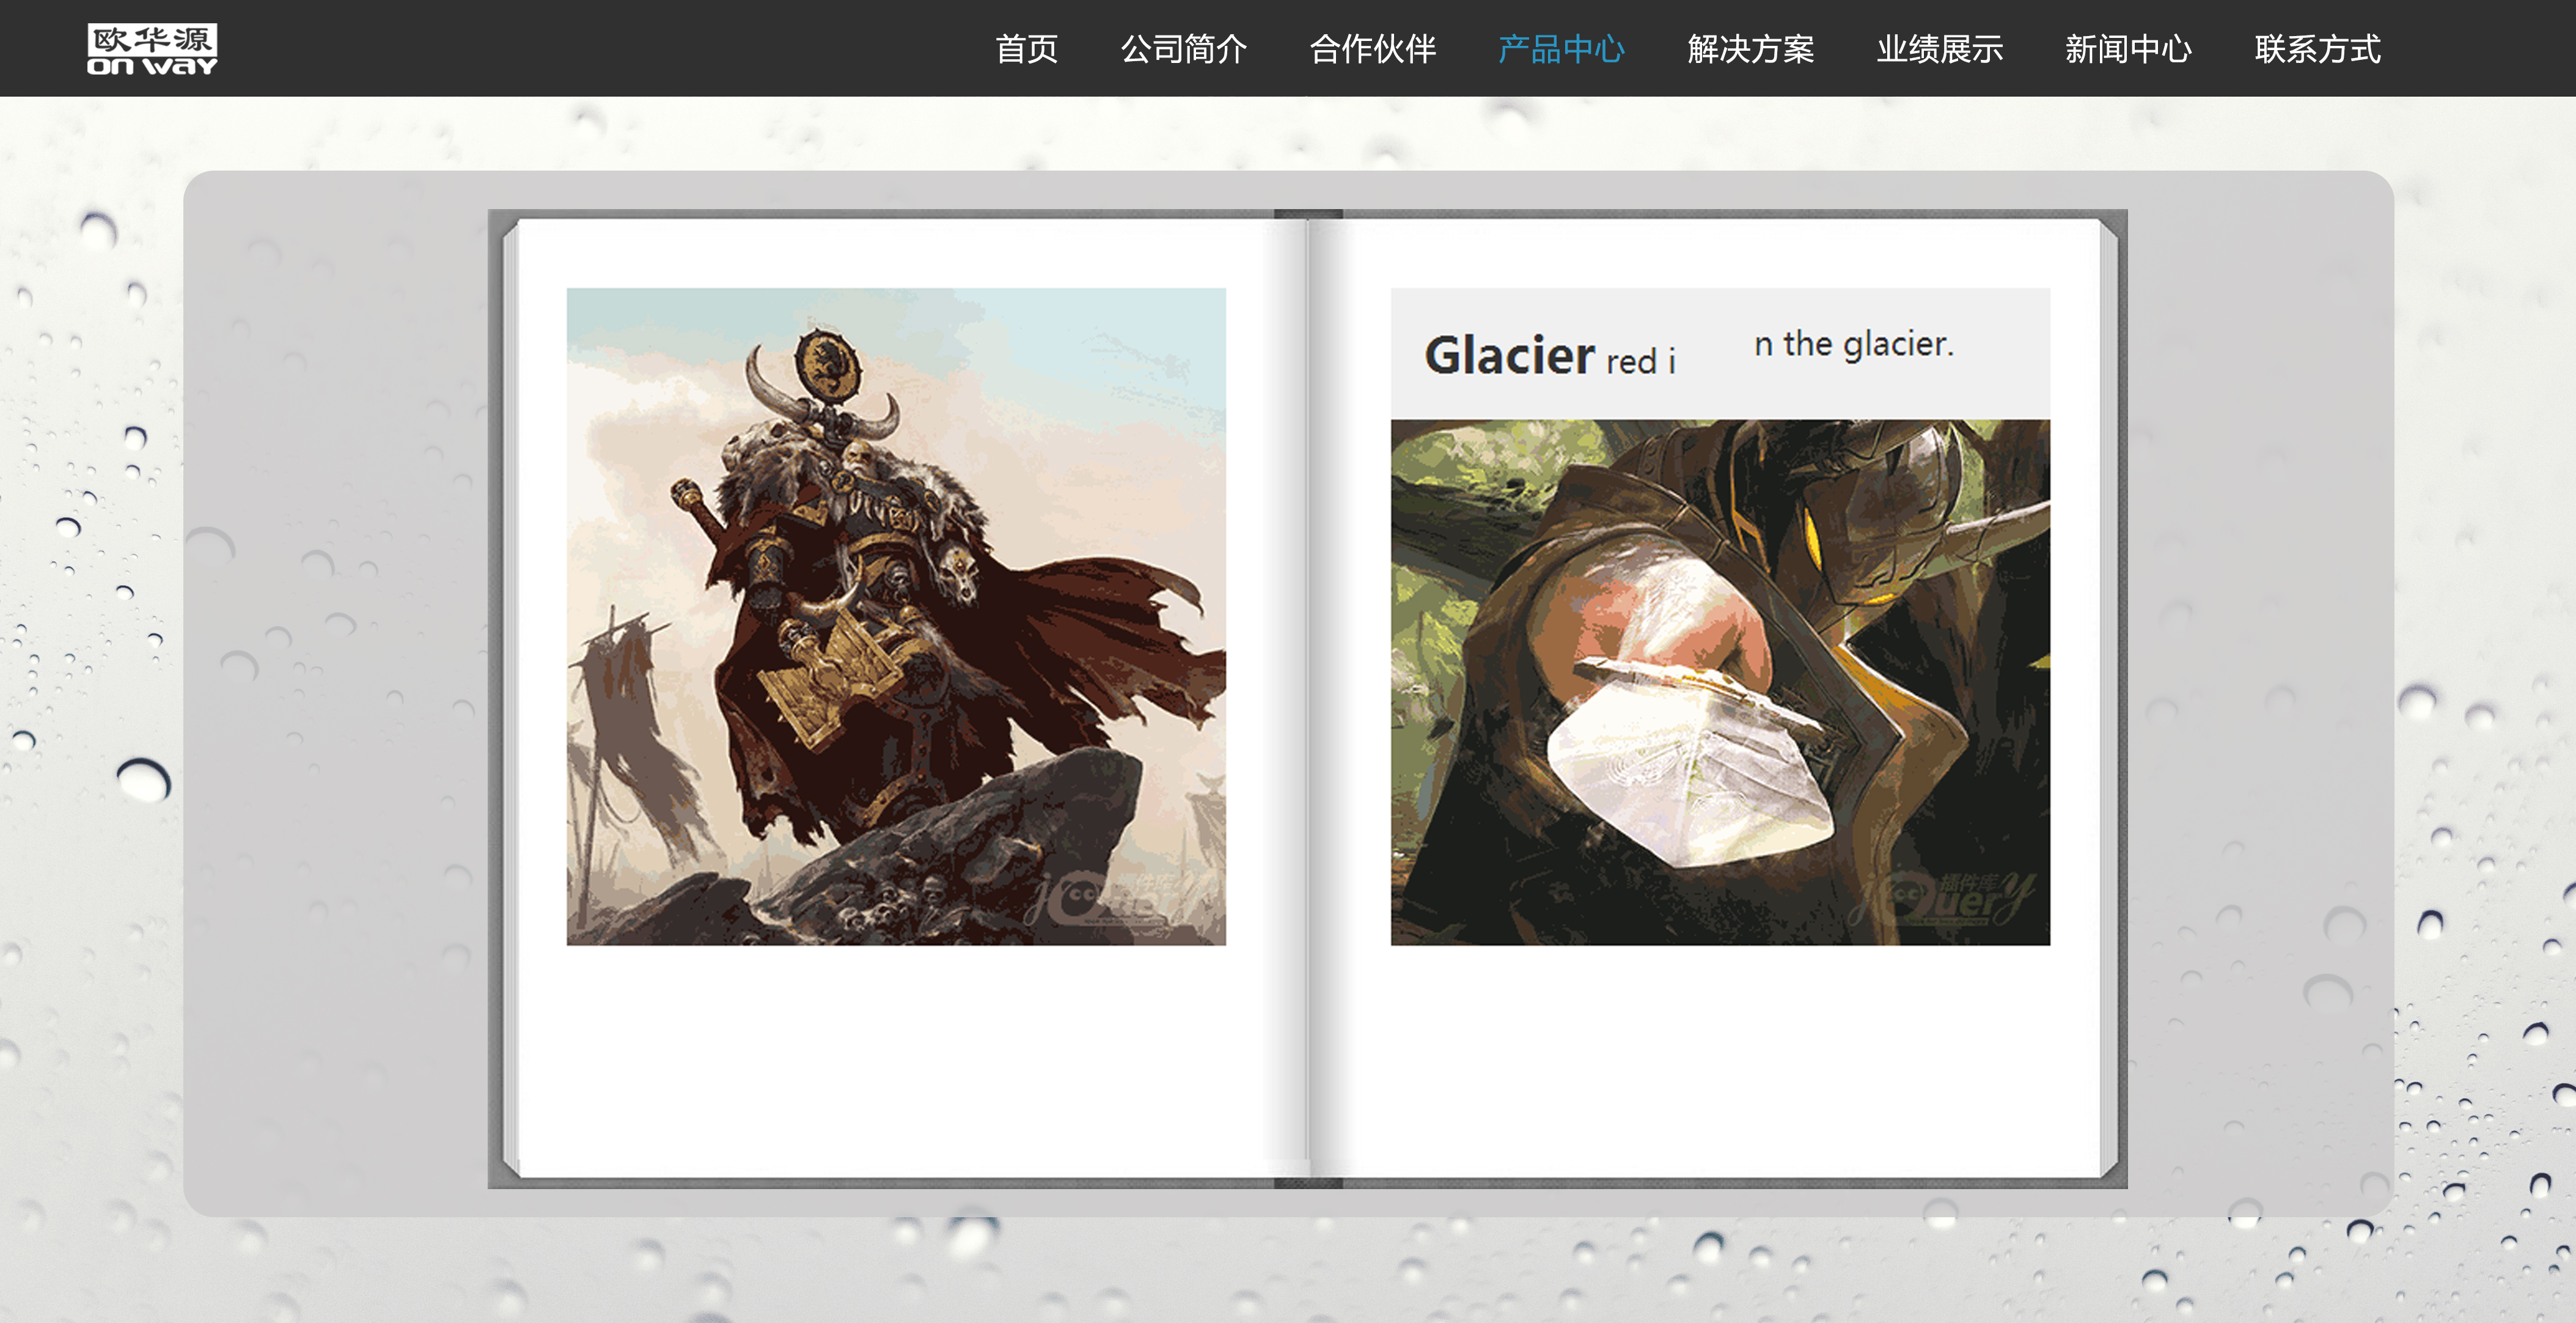 欧华源
on way
首页 公司简介 合作伙伴 产品中心 解决方案 业绩展示 新闻中心 联系方式
Glacier red i n the glacier.
jQuery
件库
jQuery
插件库